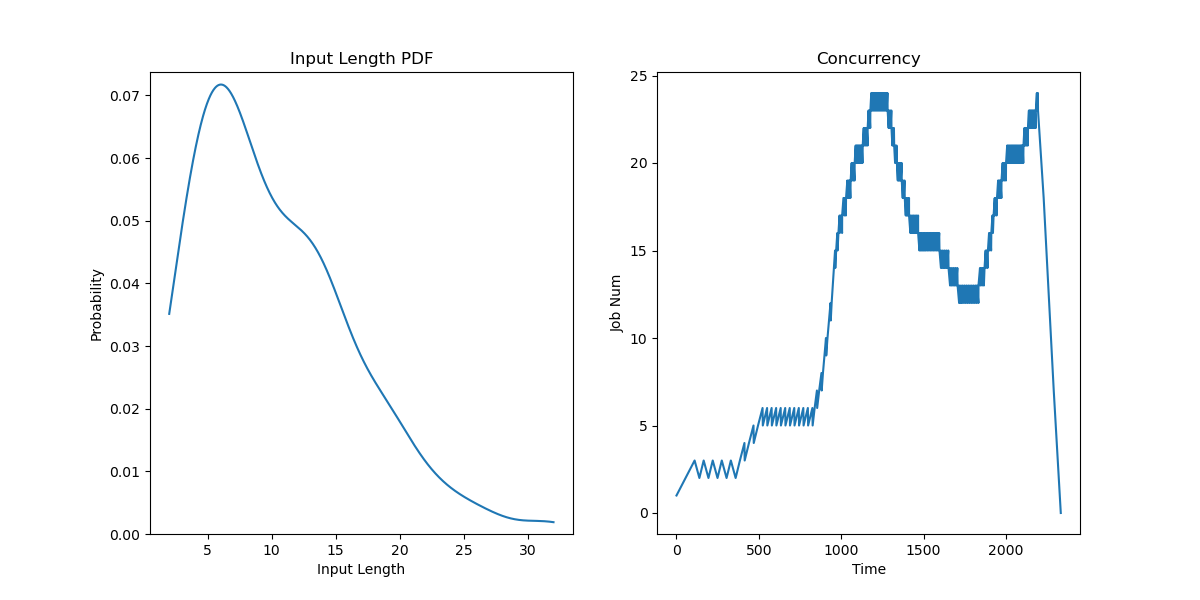 Input Length PDF
Probability
0.07
0.06
0.05
0.04
0.03
0.02
0.01
0.00
5 10 15 20 25 30
Input Length
Concurrency
Job Num
25
20
15
10
5
0
0 500 1000 1500 2000
Time